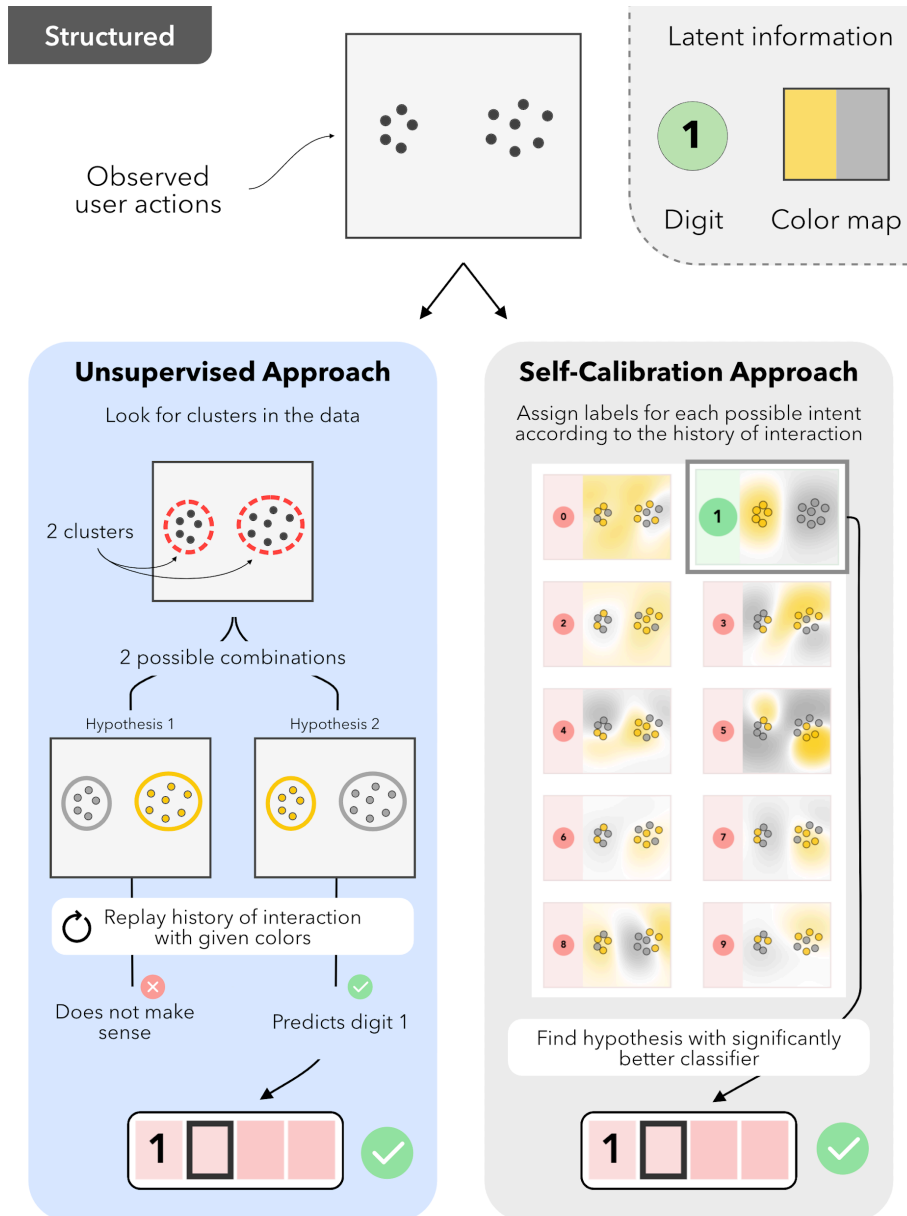 Structured
Latent information
1
Digit
Color map
Observed
user actions
Unsupervised Approach
Look for clusters in the data
2 clusters
2 possible combinations
Hypothesis 1
Hypothesis 2
Replay history of interaction
with given colors
Does not make
sense
Predicts digit 1
1
Self-Calibration Approach
Assign labels for each possible intent
according to the history of interaction
0
1
2
3
4
5
6
7
8
9
Find hypothesis with significantly
better classifier
1